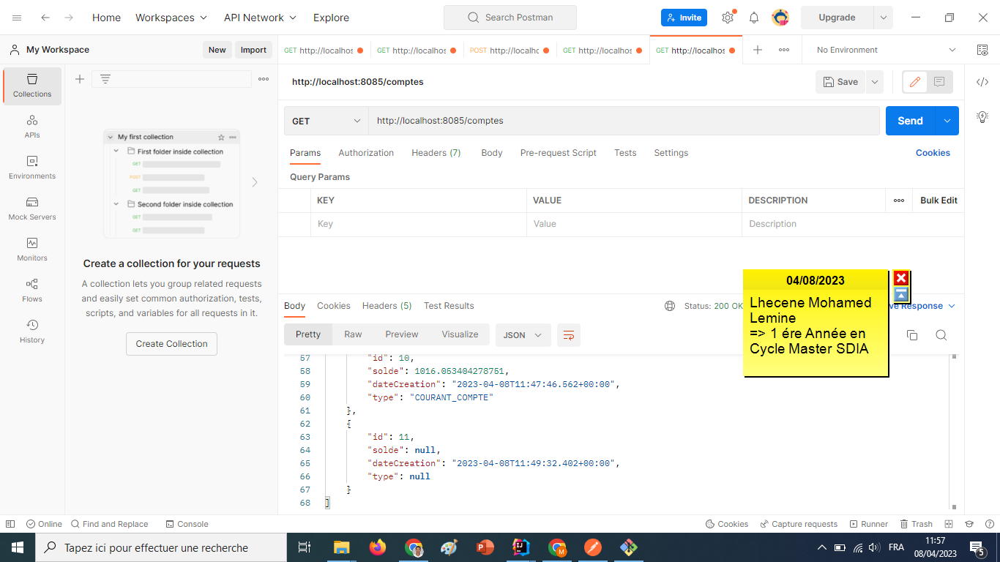 Home
Workspaces
API Network
Explore
Search Postman
Invite
Upgrade
My Workspace
New
Import
GET http://localhos
GET http://localhos
POST http://localhc
GET http://localhos
GET http://localhos
No Environment
Collections
APIs
Environments
Mock Servers
Monitors
Flows
History
My first collection
First folder inside collection
GET
POST
GET
Second folder inside collection
GET
GET
Create a collection for your requests
A collection lets you group related requests
and easily set common authorization, tests,
scripts, and variables for all requests in it.
Create Collection
http://localhost:8085/comptes
Save
GET
http://localhost:8085/comptes
Send
Params
Authorization
Headers (7)
Body
Pre-request Script
Tests
Settings
Cookies
Query Params
KEY
VALUE
DESCRIPTION
Bulk Edit
Key
Value
Description
Body
Cookies
Headers (5)
Test Results
Status: 200 OK
ve Response
04/08/2023
Lhecene Mohamed
Lemine
=> 1 ére Année en
Cycle Master SDIA
Pretty
Raw
Preview
Visualize
JSON
57 "id": 10,
58 "solde": 1016.053404278751,
59 "dateCreation": "2023-04-08T11:47:46.562+00:00",
60 "type": "COURANT_COMPTE"
61 },
62 {
63 "id": 11,
64 "solde": null,
65 "dateCreation": "2023-04-08T11:49:32.402+00:00",
66 "type": null
67 }
68 ]
Online
Find and Replace
Console
Cookies
Capture requests
Runner
Trash
Tapez ici pour effectuer une recherche
FRA
11:57
08/04/2023
5